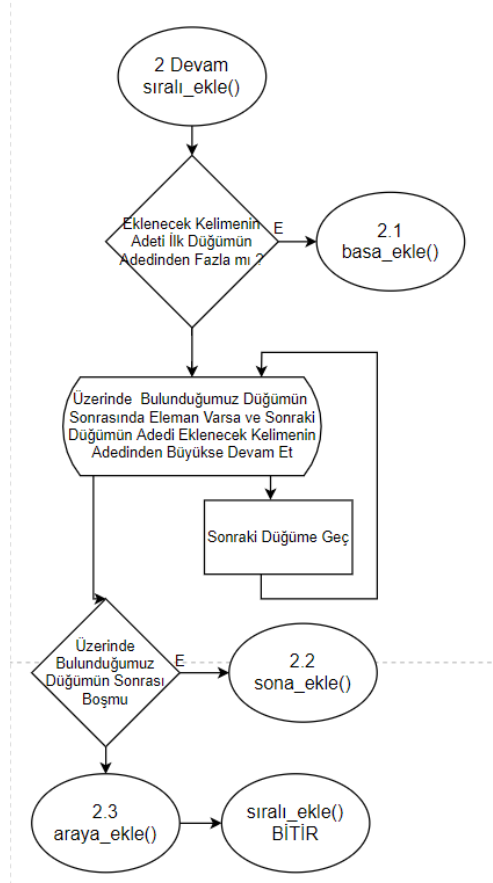 2 Devam
sıralı_ekle()
Eklenecek Kelimenin
Adeti İlk Düğümün
Adedinden Fazla mı ?
E
2.1
basa_ekle()
Üzerinde Bulunduğumuz Düğümün
Sonrasında Eleman Varsa ve Sonraki
Düğümün Adedi Eklenecek Kelimenin
Adedinden Büyükse Devam Et
Sonraki Düğüme Geç
Üzerinde
Bulunduğumuz
Düğümün Sonrası
Boşmu
E
2.2
sona_ekle()
2.3
araya_ekle()
sıralı_ekle()
BİTİR